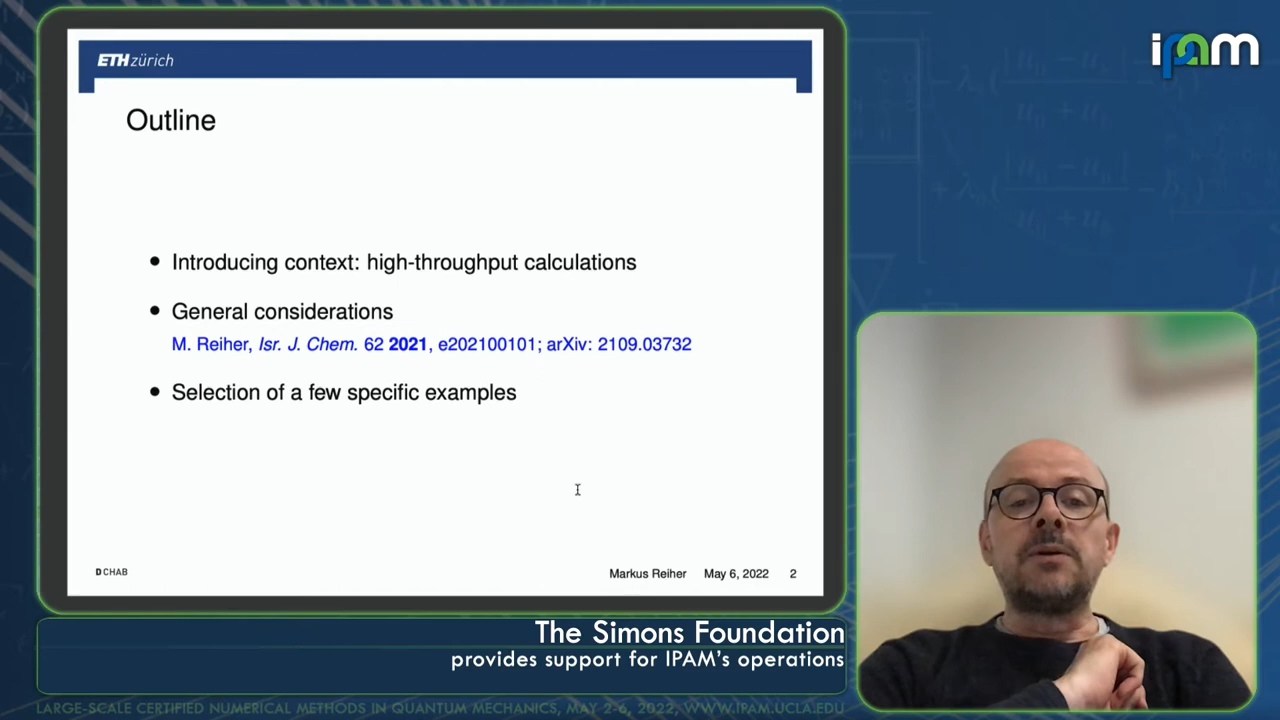 ETH zürich
ipam
Outline
• Introducing context: high-throughput calculations
• General considerations
M. Reiher, Isr. J. Chem. 62 2021, e202100101; arXiv: 2109.03732
• Selection of a few specific examples
D CHAB
Markus Reiher May 6, 2022 2
The Simons Foundation
provides support for IPAM's operations
LARGE-SCALE CERTIFIED NUMERICAL METHODS IN QUANTUM MECHANICS, MAY 2-6, 2022, WWW.IPAM.UCLA.EDU